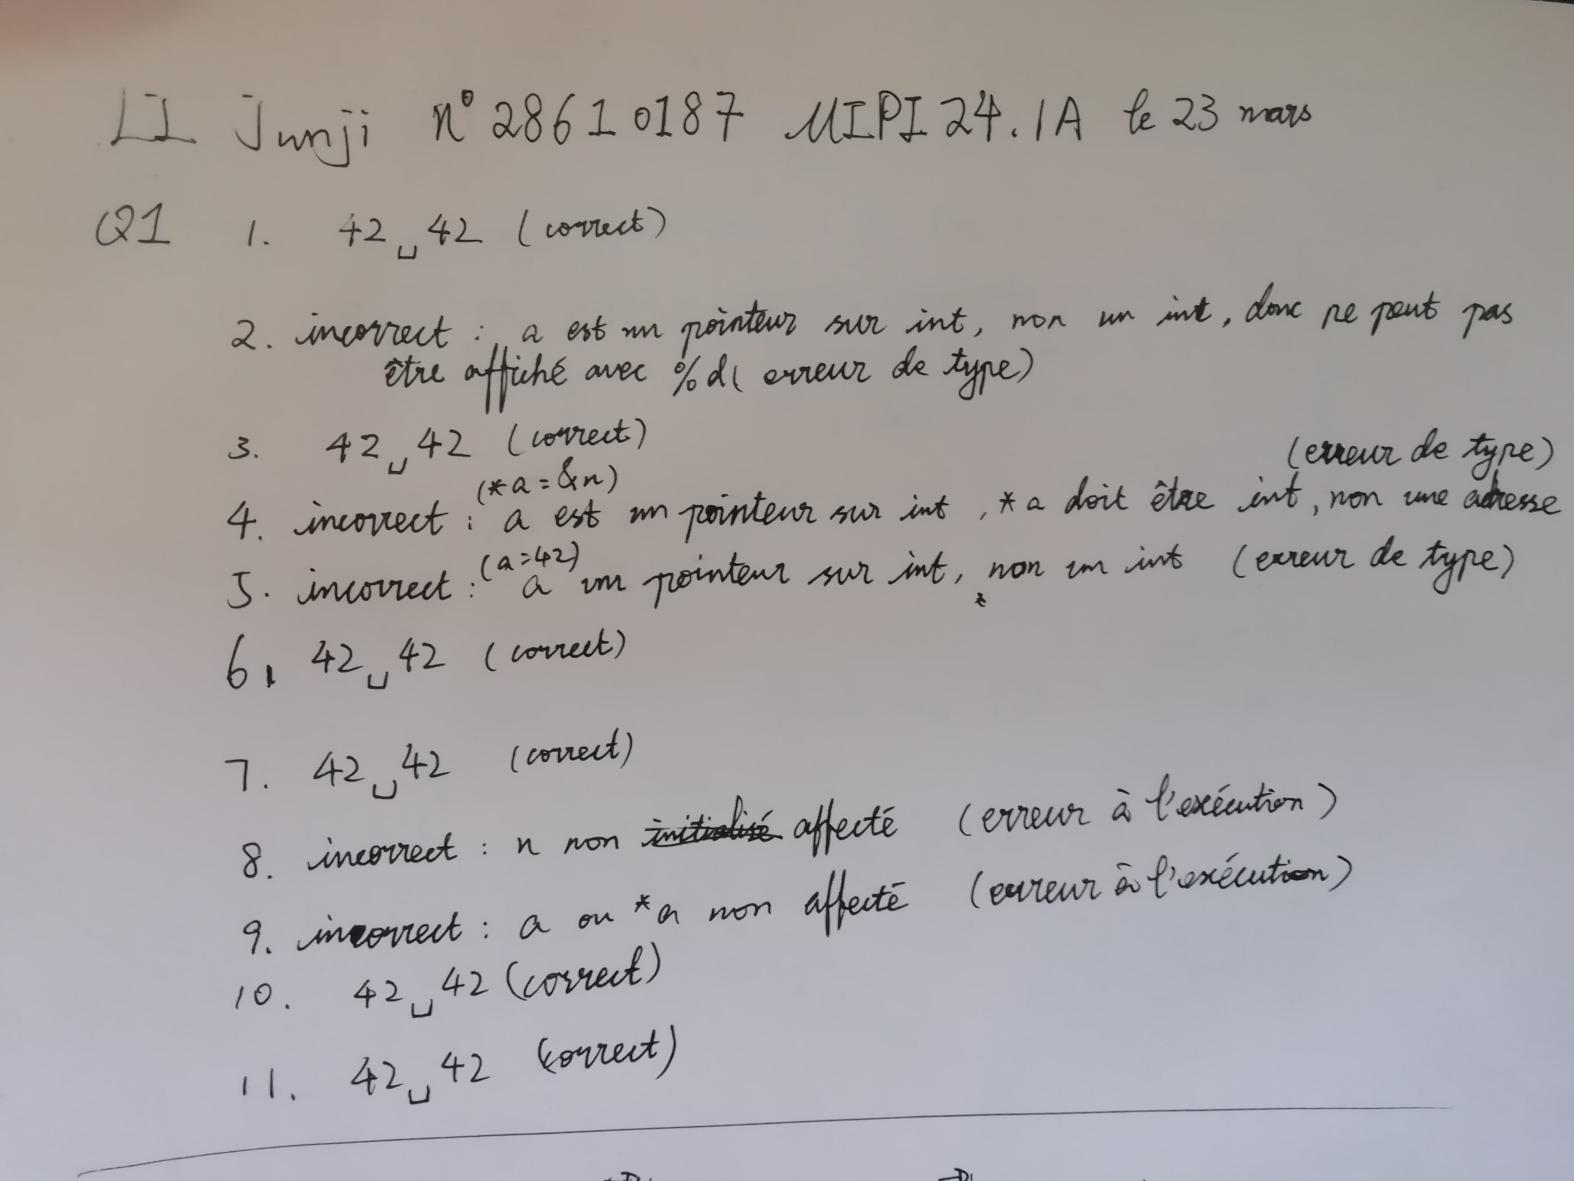 LI Junji n° 28610187 MIPI 24.1A le 23 mars
Q1 1. 42␣42 (correct)
2. incorrect : a est un pointeur sur int, non un int, donc ne peut pas
être affiché avec %d( erreur de type)
3. 42␣42 (correct)
(erreur de type)
(*a=&n)
4. incorrect : a est un pointeur sur int, *a doit être int, non une adresse
(a=42)
5. incorrect : a un pointeur sur int, non un int (erreur de type)
6. 42␣42 (correct)
7. 42␣42 (correct)
8. incorrect : n non initialisé affecté (erreur à l'exécution)
9. incorrect : a ou *a non affecté (erreur à l'exécution)
10. 42␣42 (correct)
11. 42␣42 (correct)